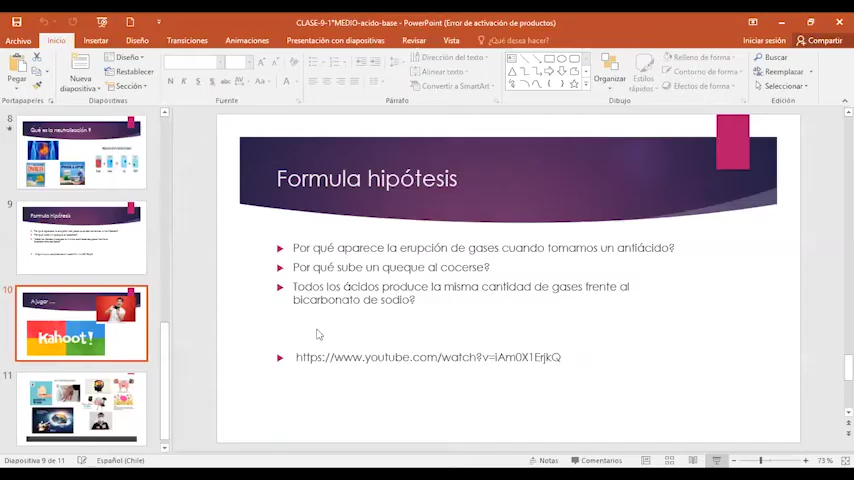 CLASE-9-1°MEDIO-acido-base - PowerPoint (Error de activación de productos)
Archivo Inicio Insertar Diseño Transiciones Animaciones Presentación con diapositivas Revisar Vista ¿Qué desea hacer? Iniciar sesión Compartir
Pegar
Nueva diapositiva
Diseño
Restablecer
Sección
N K S
Aa
A
Dirección del texto
Alinear texto
Convertir a SmartArt
Organizar
Estilos rápidos
Relleno de forma
Contorno de forma
Efectos de forma
Buscar
Reemplazar
Seleccionar
Portapapeles Diapositivas Fuente Párrafo Dibujo Edición
8
Qué es la neutralización ?
9
Formula hipótesis
10
A jugar ....
Kahoot!
11
Formula hipótesis
Por qué aparece la erupción de gases cuando tomamos un antiácido?
Por qué sube un queque al cocerse?
Todos los ácidos produce la misma cantidad de gases frente al
bicarbonato de sodio?
https://www.youtube.com/watch?v=iAm0X1ErjkQ
Diapositiva 9 de 11 Español (Chile) Notas Comentarios 73 %